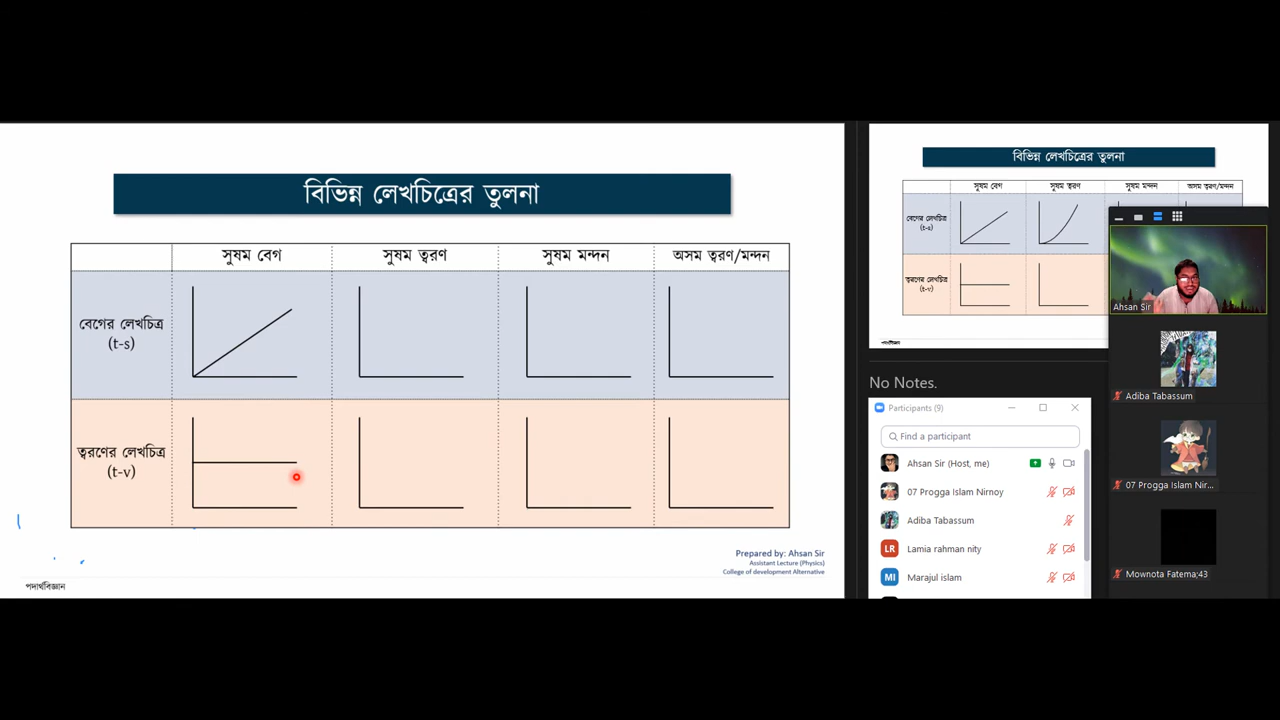 বিভিন্ন লেখচিত্রের তুলনা
সুষম বেগ
সুষম ত্বরণ
সুষম মন্দন
অসম ত্বরণ/মন্দন
বেগের লেখচিত্র
(t-s)
ত্বরণের লেখচিত্র
(t-v)
Prepared by: Ahsan Sir
Assistant Lecture (Physics)
College of development Alternative
পদার্থবিজ্ঞান
বিভিন্ন লেখচিত্রের তুলনা
সুষম বেগ
সুষম ত্বরণ
সুষম মন্দন
অসম ত্বরণ/মন্দন
বেগের লেখচিত্র
(t-s)
ত্বরণের লেখচিত্র
(t-v)
পদার্থবিজ্ঞান
No Notes.
Participants (9)
Find a participant
Ahsan Sir (Host, me)
07 Progga Islam Nirnoy
Adiba Tabassum
LR Lamia rahman nity
MI Marajul islam
Ahsan Sir
Adiba Tabassum
07 Progga Islam Nir...
Mownota Fatema;43